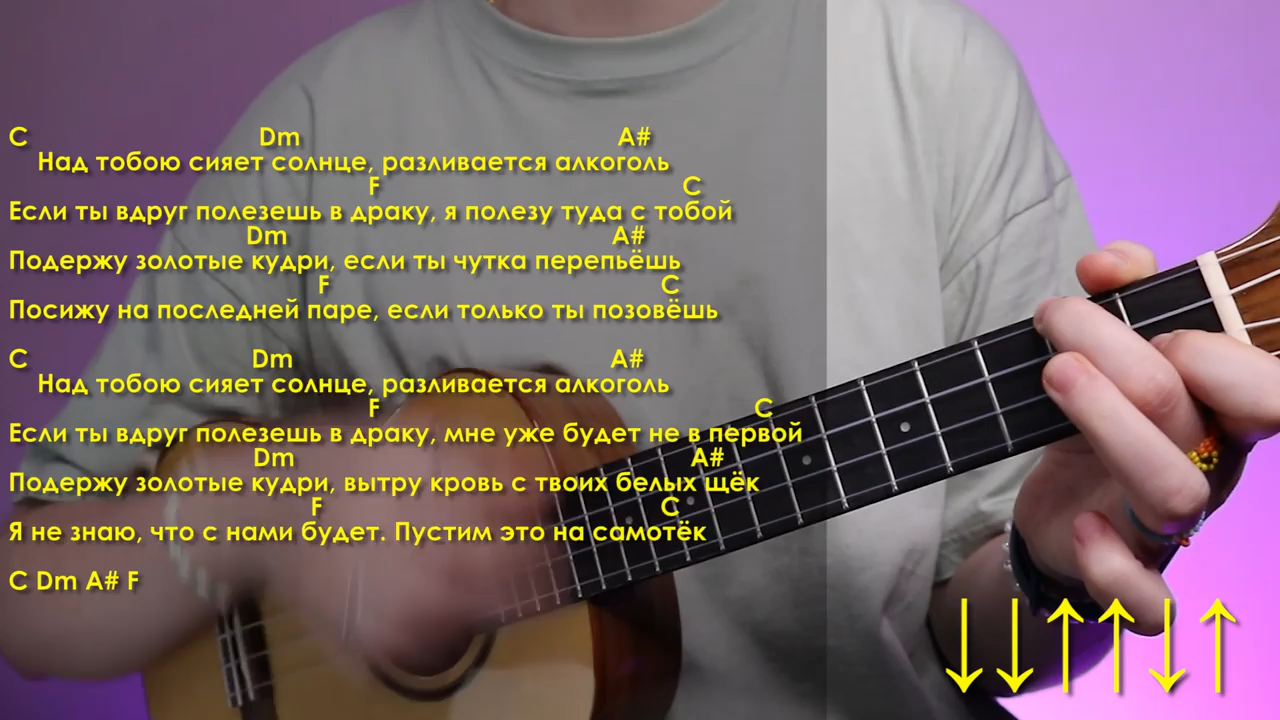 C Dm A#
Над тобою сияет солнце, разливается алкоголь
F C
Если ты вдруг полезешь в драку, я полезу туда с тобой
Dm A#
Подержу золотые кудри, если ты чутка перепьёшь
F C
Посижу на последней паре, если только ты позовёшь
C Dm A#
Над тобою сияет солнце, разливается алкоголь
F C
Если ты вдруг полезешь в драку, мне уже будет не в первой
Dm A#
Подержу золотые кудри, вытру кровь с твоих белых щёк
F C
Я не знаю, что с нами будет. Пустим это на самотёк
C Dm A# F
↓↓↑↑↓↑